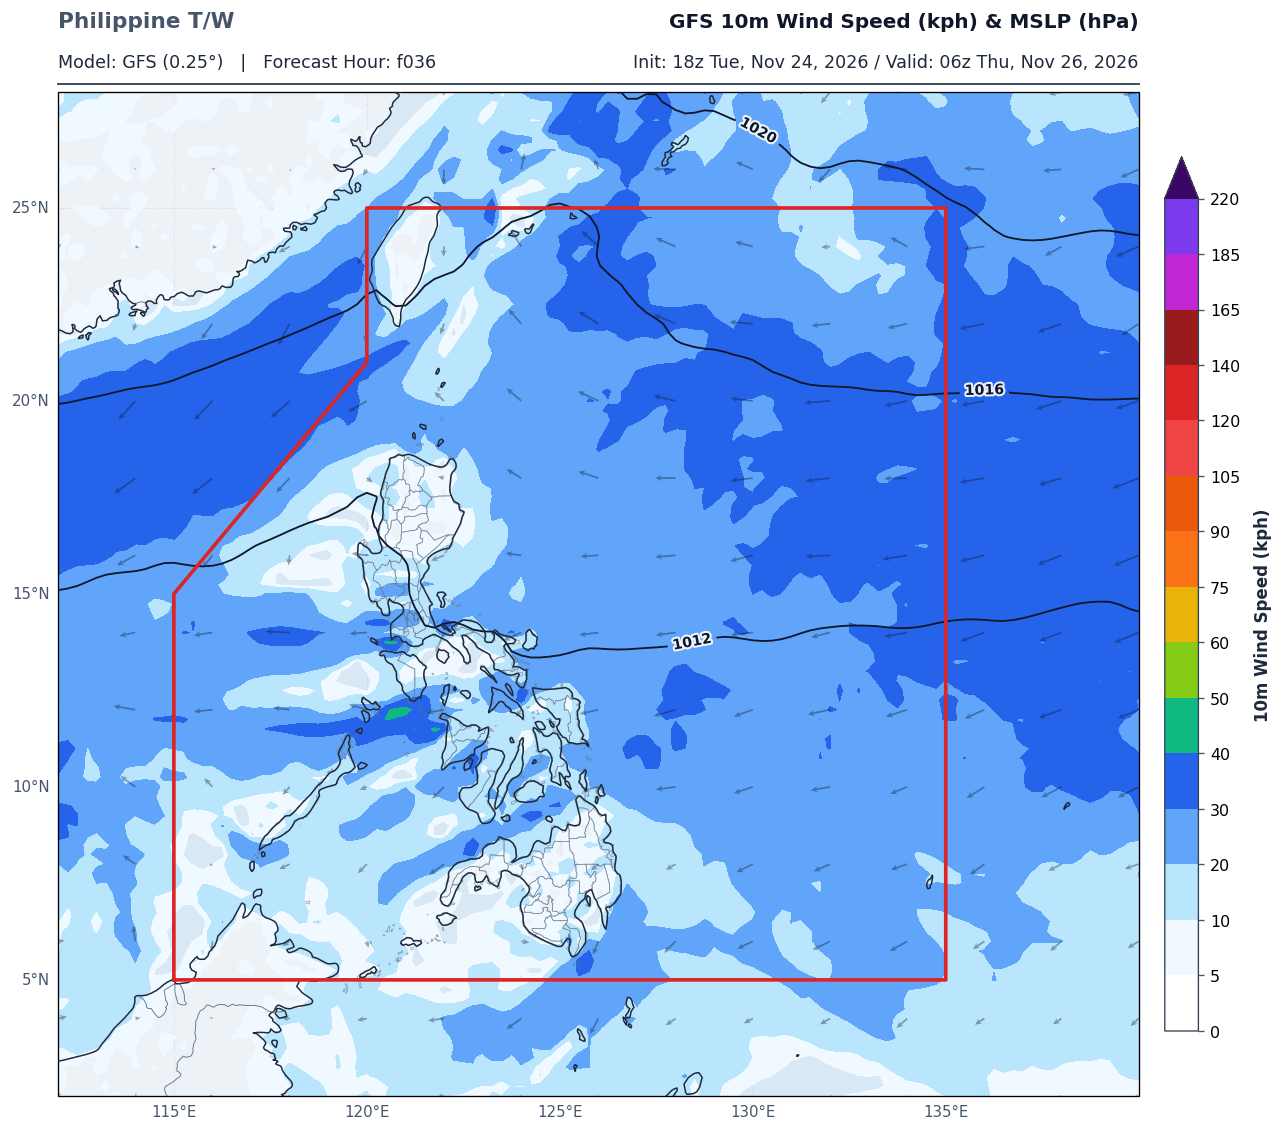 Philippine T/W
GFS 10m Wind Speed (kph) & MSLP (hPa)
Model: GFS (0.25°) | Forecast Hour: f036
Init: 18z Tue, Nov 24, 2026 / Valid: 06z Thu, Nov 26, 2026
1020
1016
1012
25°N
20°N
15°N
10°N
5°N
115°E
120°E
125°E
130°E
135°E
220
185
165
140
120
105
90
75
60
50
40
30
20
10
5
0
10m Wind Speed (kph)